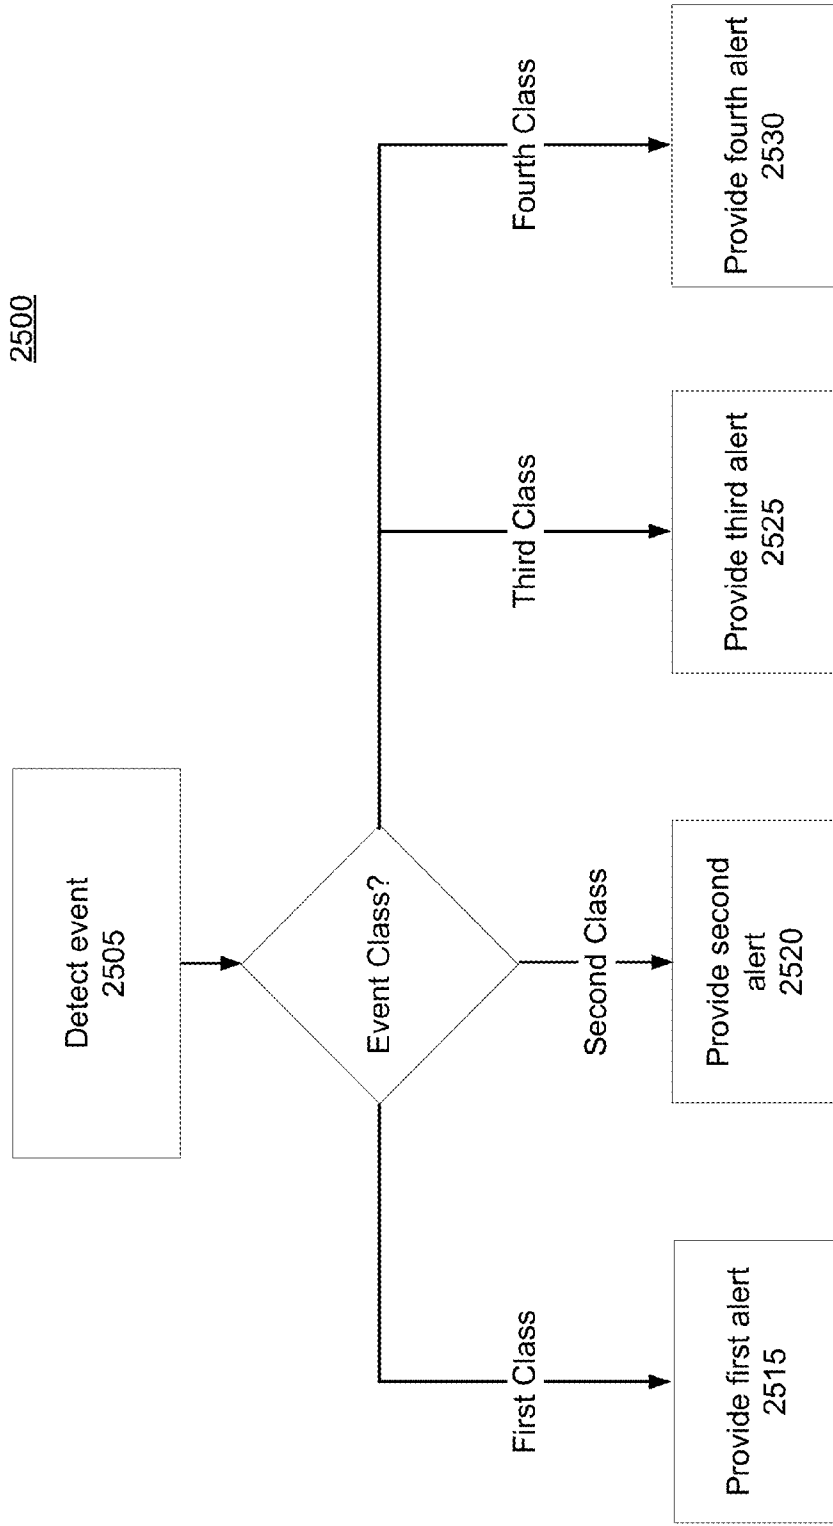 2500
Detect event
2505
Event Class?
First Class
Second Class
Third Class
Fourth Class
Provide first alert
2515
Provide second
alert
2520
Provide third alert
2525
Provide fourth alert
2530